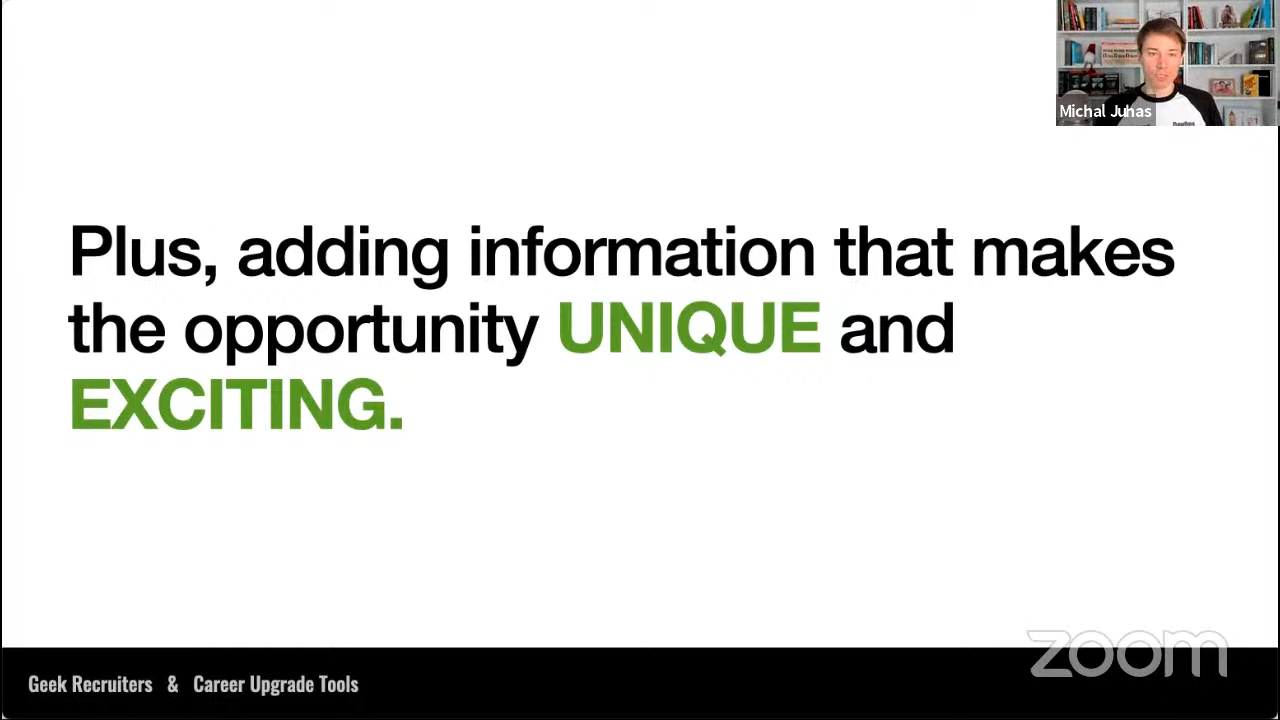 Michal Juhas
Plus, adding information that makes
the opportunity UNIQUE and
EXCITING.
zoom
Geek Recruiters & Career Upgrade Tools